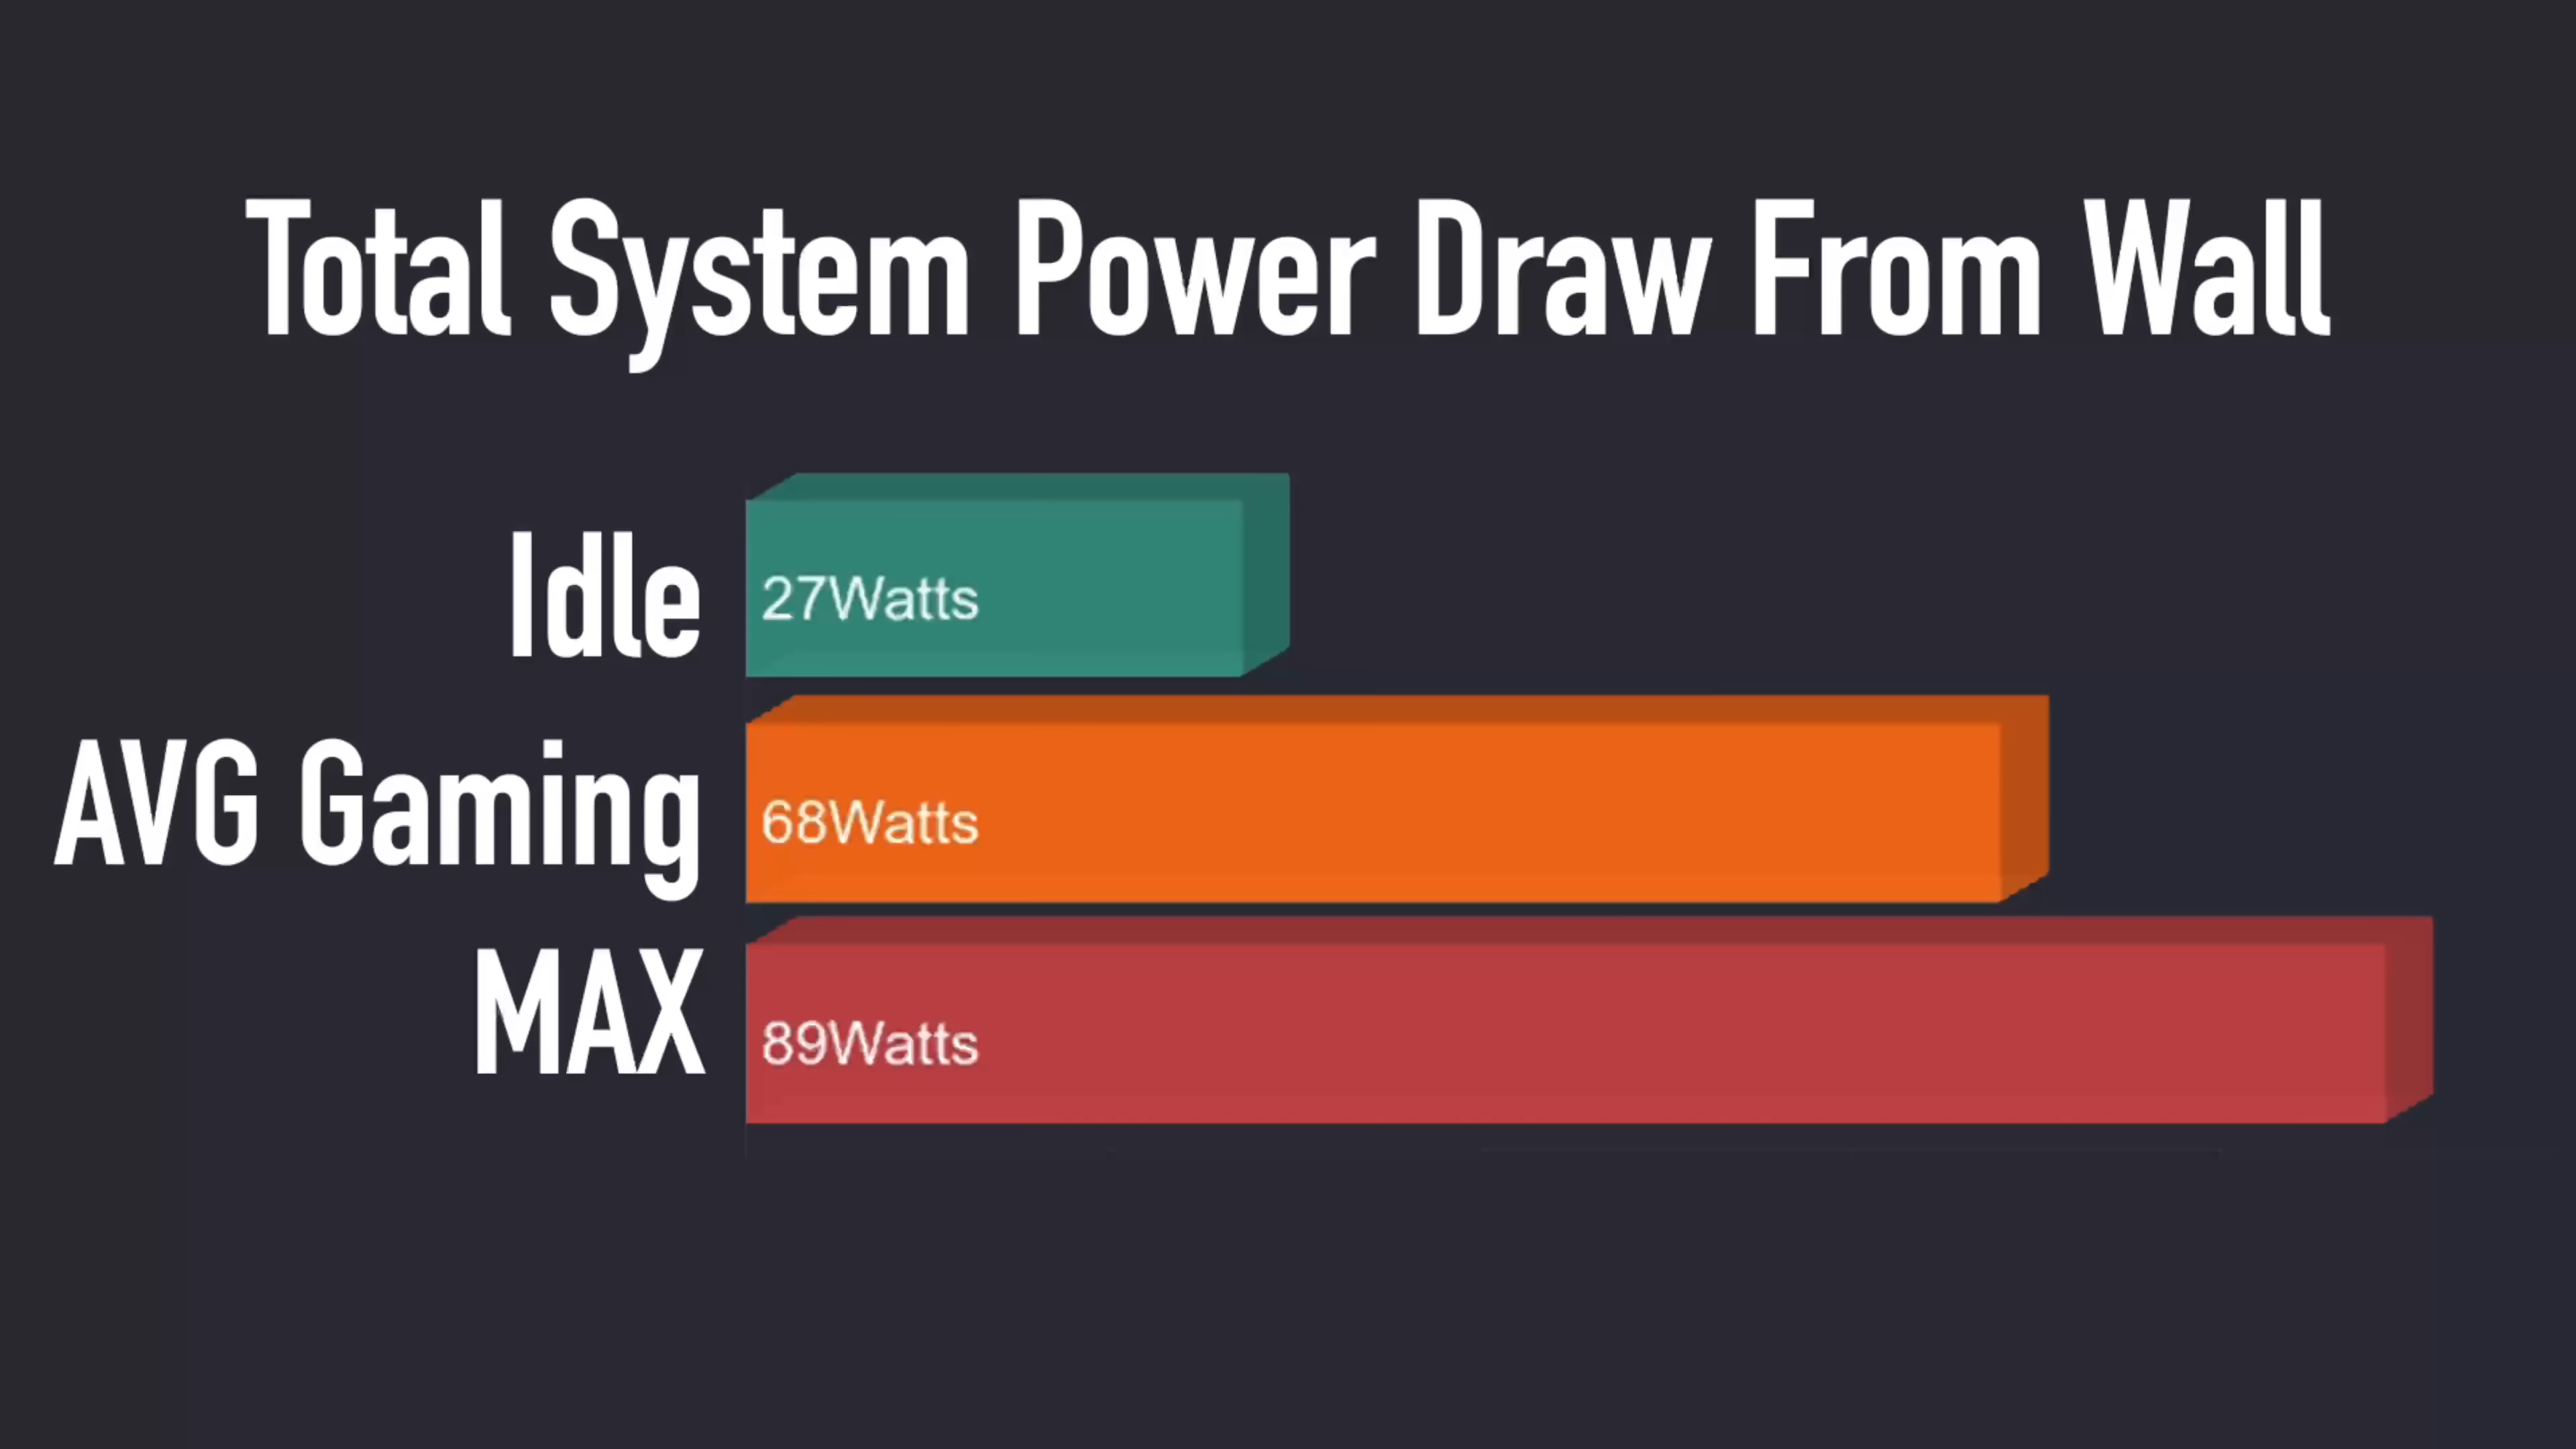 Total System Power Draw From Wall
Idle
27Watts
AVG Gaming
68Watts
MAX
89Watts